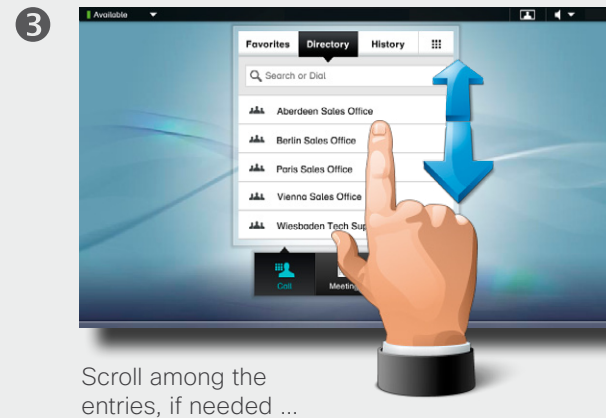 3
Available
Favorites Directory History
Search or Dial
Aberdeen Sales Office
Berlin Sales Office
Paris Sales Office
Vienna Sales Office
Wiesbaden Tech Sup
Call Meeting
Scroll among the
entries, if needed ...